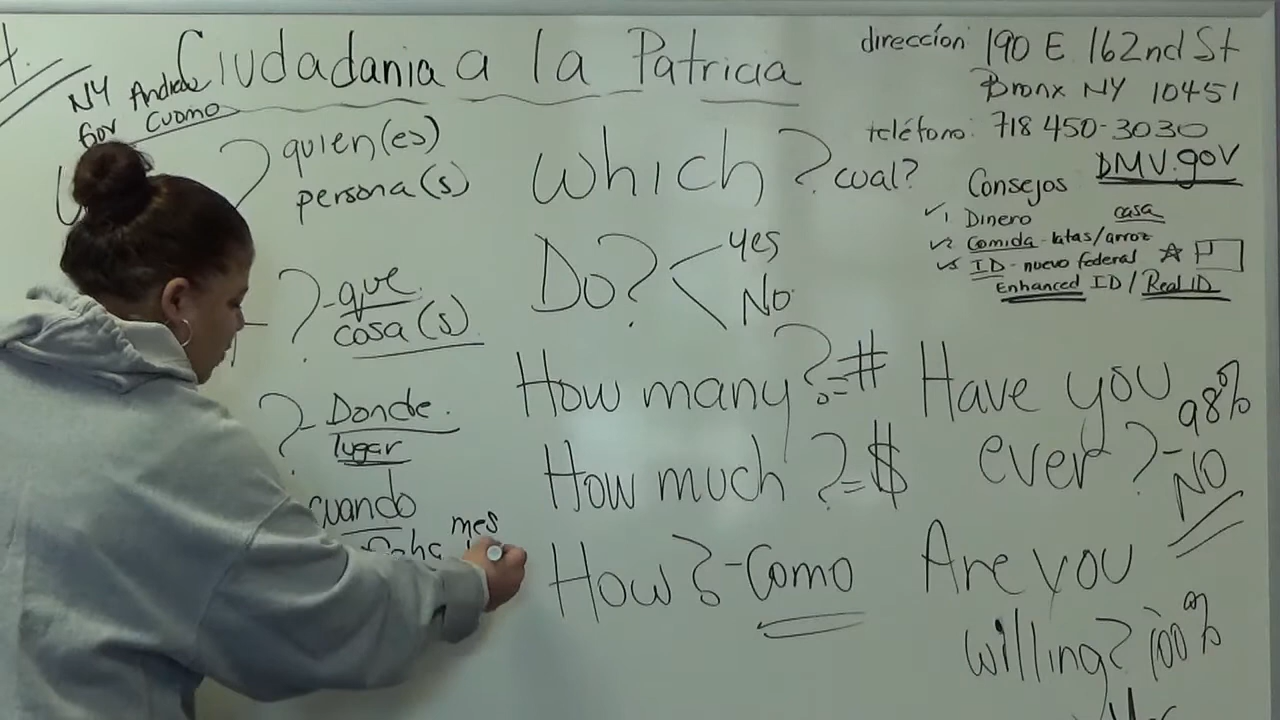 Ciudadania a la Patricia
NY Andrew
Gov Cuomo
dirección: 190 E 162nd St
Bronx NY 10451
teléfono: 718 450-3030
DMV.gov
? quien(es)
persona(s)
Which? cual?
Consejos
✓1 Dinero casa
✓2 Comida-latas/arroz
✓3 ID-nuevo federal ☆
Enhanced ID / Real ID
?-que
cosa(s)
Do? yes
No
?-Donde.
lugar
How many?=#
How much?=$
Have you
ever?-
98%
NO
cuando
mes
How?-Como
Are you
willing? 100%